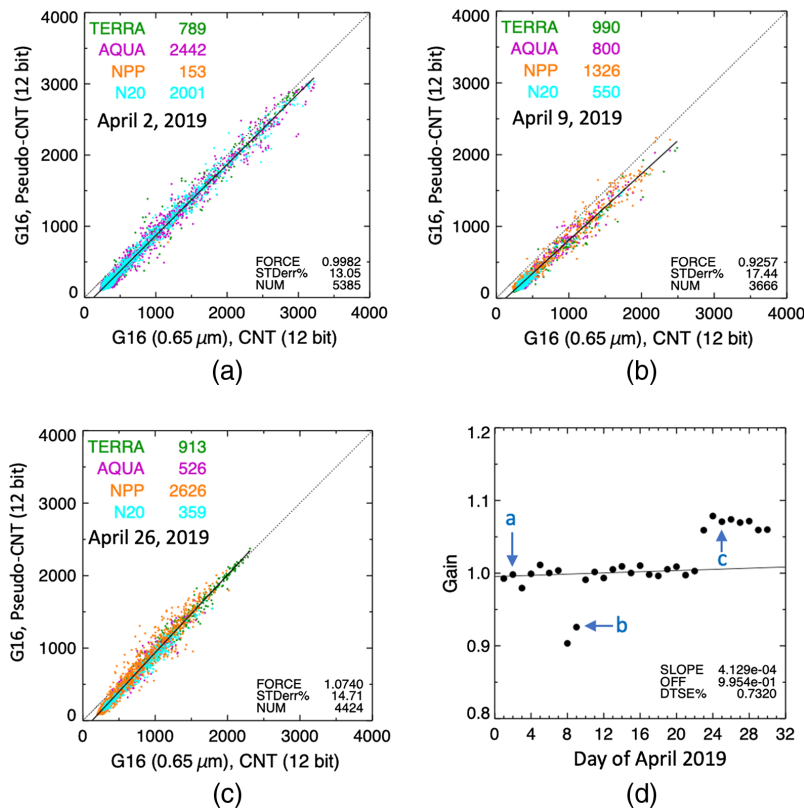 TERRA 789
AQUA 2442
NPP 153
N20 2001
April 2, 2019
G16, Pseudo-CNT (12 bit)
4000
3000
2000
1000
0
FORCE 0.9982
STDerr% 13.05
NUM 5385
0 1000 2000 3000 4000
G16 (0.65 μm), CNT (12 bit)
(a)
TERRA 990
AQUA 800
NPP 1326
N20 550
April 9, 2019
G16, Pseudo-CNT (12 bit)
4000
3000
2000
1000
0
FORCE 0.9257
STDerr% 17.44
NUM 3666
0 1000 2000 3000 4000
G16 (0.65 μm), CNT (12 bit)
(b)
TERRA 913
AQUA 526
NPP 2626
N20 359
April 26, 2019
G16, Pseudo-CNT (12 bit)
4000
3000
2000
1000
0
FORCE 1.0740
STDerr% 14.71
NUM 4424
0 1000 2000 3000 4000
G16 (0.65 μm), CNT (12 bit)
(c)
Gain
1.2
1.1
1.0
0.9
0.8
a
b
c
SLOPE 4.129e-04
OFF 9.954e-01
DTSE% 0.7320
0 4 8 12 16 20 24 28 32
Day of April 2019
(d)